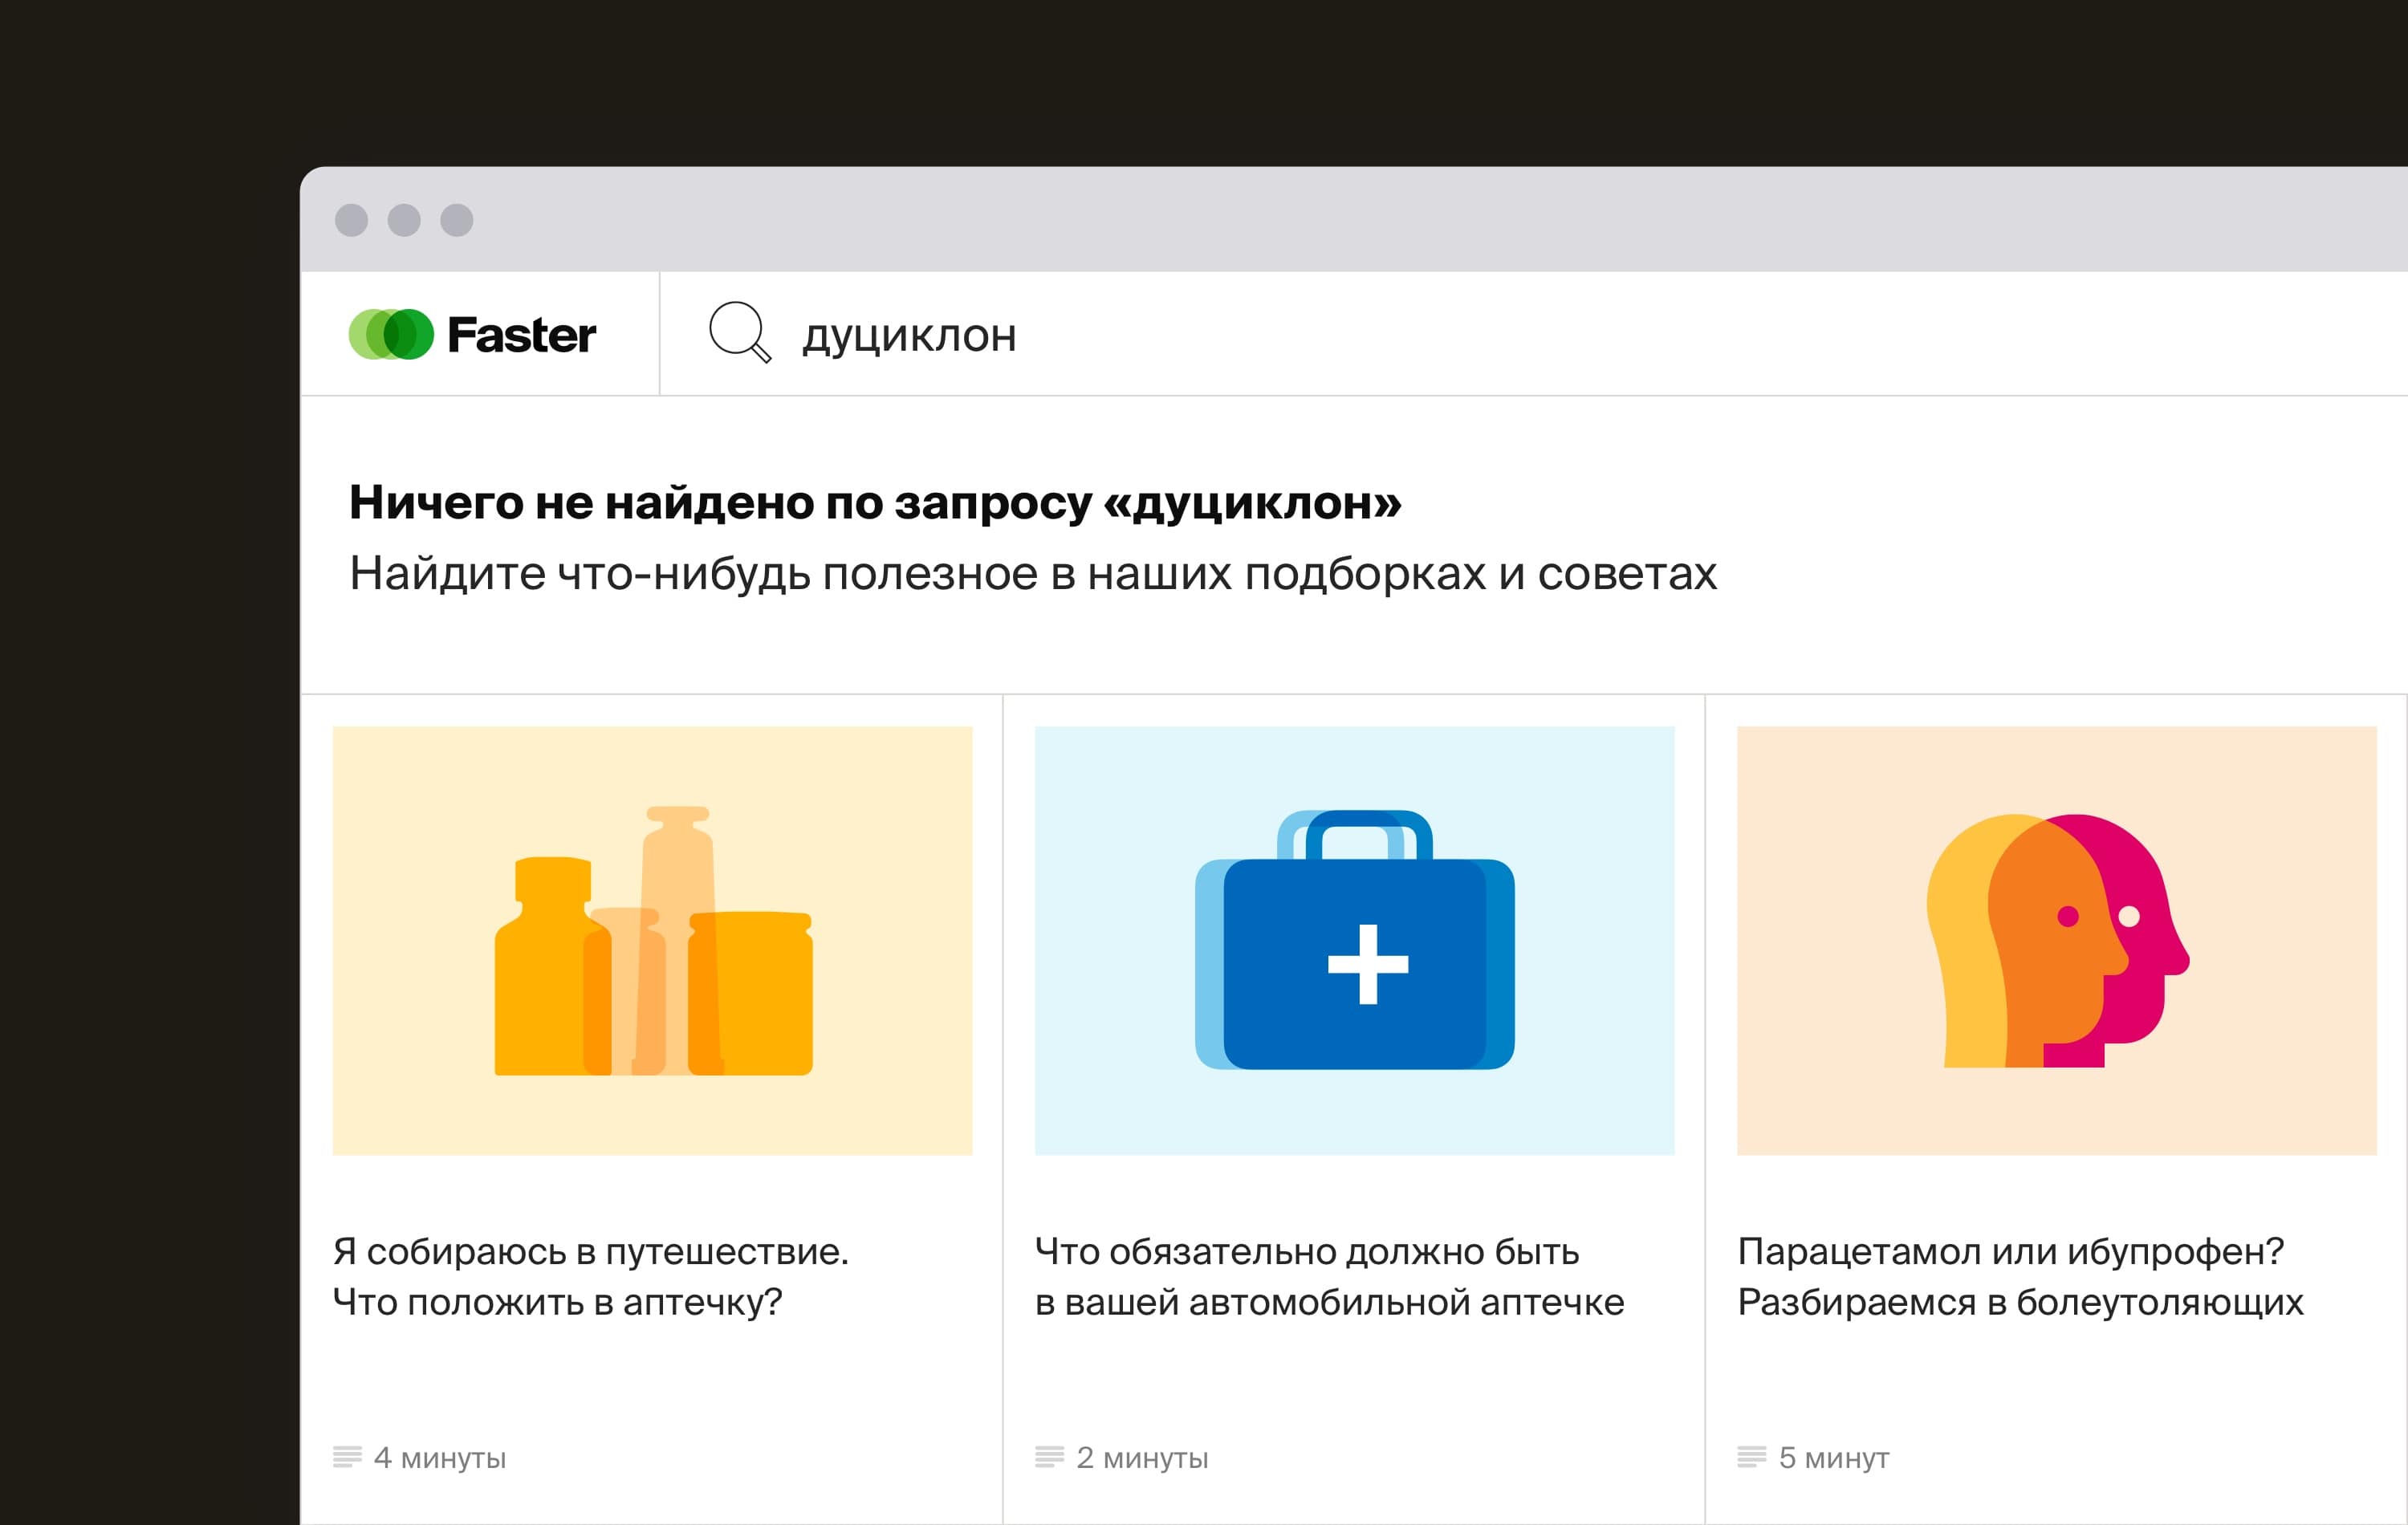 Faster
дуциклон
Ничего не найдено по запросу «дуциклон»
Найдите что-нибудь полезное в наших подборках и советах
Я собираюсь в путешествие.
Что положить в аптечку?
4 минуты
Что обязательно должно быть
в вашей автомобильной аптечке
2 минуты
Парацетамол или ибупрофен?
Разбираемся в болеутоляющих
5 минут